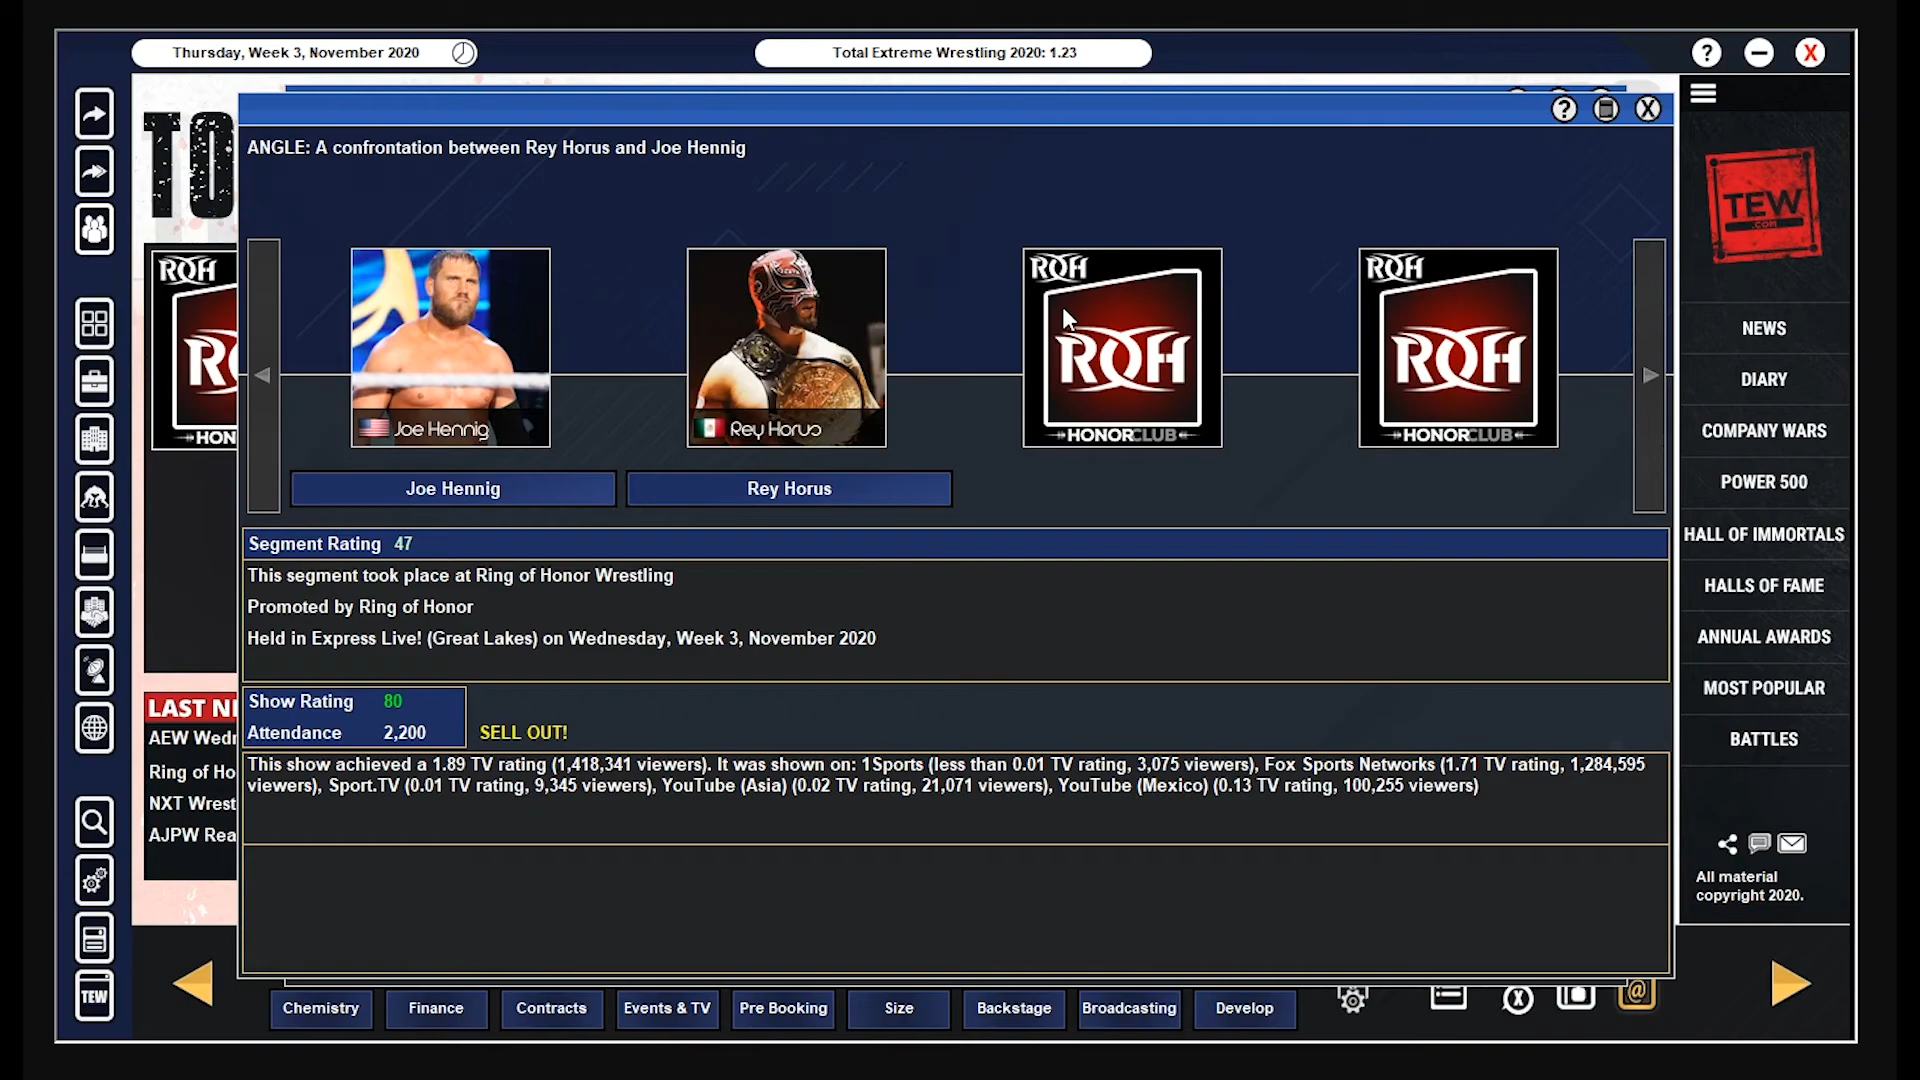 Thursday, Week 3, November 2020
Total Extreme Wrestling 2020: 1.23
?
X
TO
? X
ANGLE: A confrontation between Rey Horus and Joe Hennig
TEW
.COM
ROH
Joe Hennig
Rey Horus
ROH
ROH
HONORCLUB
ROH
ROH
HONORCLUB
HON
Joe Hennig
Rey Horus
NEWS
DIARY
COMPANY WARS
POWER 500
HALL OF IMMORTALS
HALLS OF FAME
ANNUAL AWARDS
MOST POPULAR
BATTLES
Segment Rating 47
This segment took place at Ring of Honor Wrestling
Promoted by Ring of Honor
Held in Express Live! (Great Lakes) on Wednesday, Week 3, November 2020
Show Rating 80
Attendance 2,200 SELL OUT!
This show achieved a 1.89 TV rating (1,418,341 viewers). It was shown on: 1Sports (less than 0.01 TV rating, 3,075 viewers), Fox Sports Networks (1.71 TV rating, 1,284,595
viewers), Sport.TV (0.01 TV rating, 9,345 viewers), YouTube (Asia) (0.02 TV rating, 21,071 viewers), YouTube (Mexico) (0.13 TV rating, 100,255 viewers)
LAST NI
AEW Wedn
Ring of Ho
NXT Wrest
AJPW Rea
All material
copyright 2020.
TEW
Chemistry
Finance
Contracts
Events & TV
Pre Booking
Size
Backstage
Broadcasting
Develop